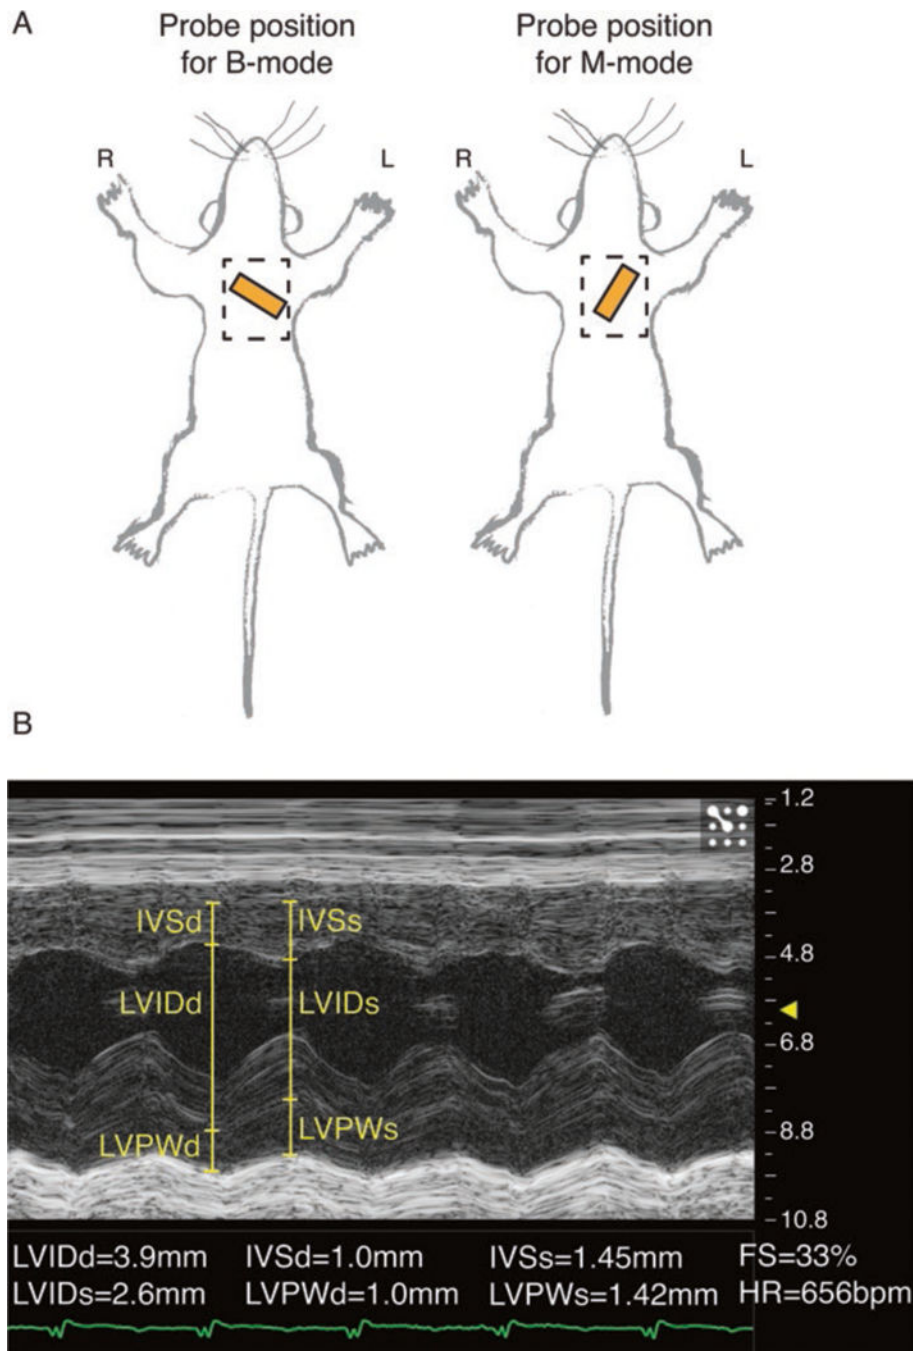 A
Probe position
for B-mode
Probe position
for M-mode
R
L
R
L
B
1.2
2.8
4.8
6.8
8.8
10.8
IVSd
IVSs
LVIDd
LVIDs
LVPWd
LVPWs
LVIDd=3.9mm IVSd=1.0mm IVSs=1.45mm FS=33%
LVIDs=2.6mm LVPWd=1.0mm LVPWs=1.42mm HR=656bpm